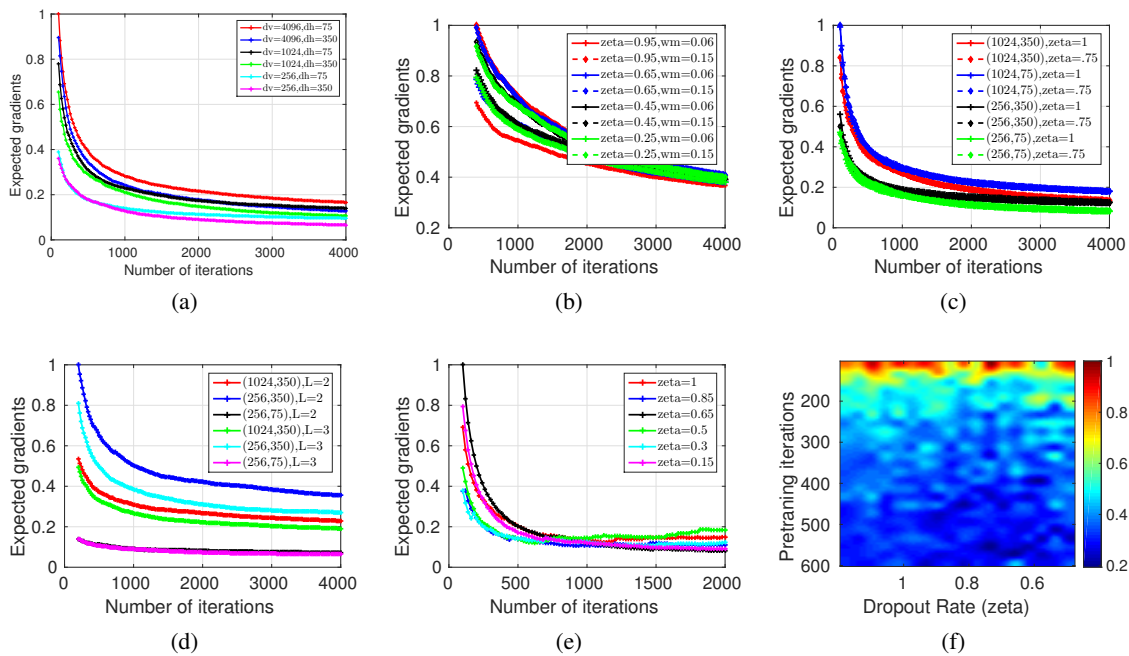 Expected gradients
1
0.8
0.6
0.4
0.2
0
dv=4096,dh=75
dv=4096,dh=350
dv=1024,dh=75
dv=1024,dh=350
dv=256,dh=75
dv=256,dh=350
0 1000 2000 3000 4000
Number of iterations
(a)
Expected gradients
1
0.8
0.6
0.4
0.2
zeta=0.95,wm=0.06
zeta=0.95,wm=0.15
zeta=0.65,wm=0.06
zeta=0.65,wm=0.15
zeta=0.45,wm=0.06
zeta=0.45,wm=0.15
zeta=0.25,wm=0.06
zeta=0.25,wm=0.15
0 1000 2000 3000 4000
Number of iterations
(b)
Expected gradients
1
0.8
0.6
0.4
0.2
0
(1024,350),zeta=1
(1024,350),zeta=.75
(1024,75),zeta=1
(1024,75),zeta=.75
(256,350),zeta=1
(256,350),zeta=.75
(256,75),zeta=1
(256,75),zeta=.75
0 1000 2000 3000 4000
Number of iterations
(c)
Expected gradients
1
0.8
0.6
0.4
0.2
0
(1024,350),L=2
(256,350),L=2
(256,75),L=2
(1024,350),L=3
(256,350),L=3
(256,75),L=3
0 1000 2000 3000 4000
Number of iterations
(d)
Expected gradients
1
0.8
0.6
0.4
0.2
0
zeta=1
zeta=0.85
zeta=0.65
zeta=0.5
zeta=0.3
zeta=0.15
0 500 1000 1500 2000
Number of iterations
(e)
Pretraining iterations
200
300
400
500
600
1 0.8 0.6
Dropout Rate (zeta)
1
0.8
0.6
0.4
0.2
(f)